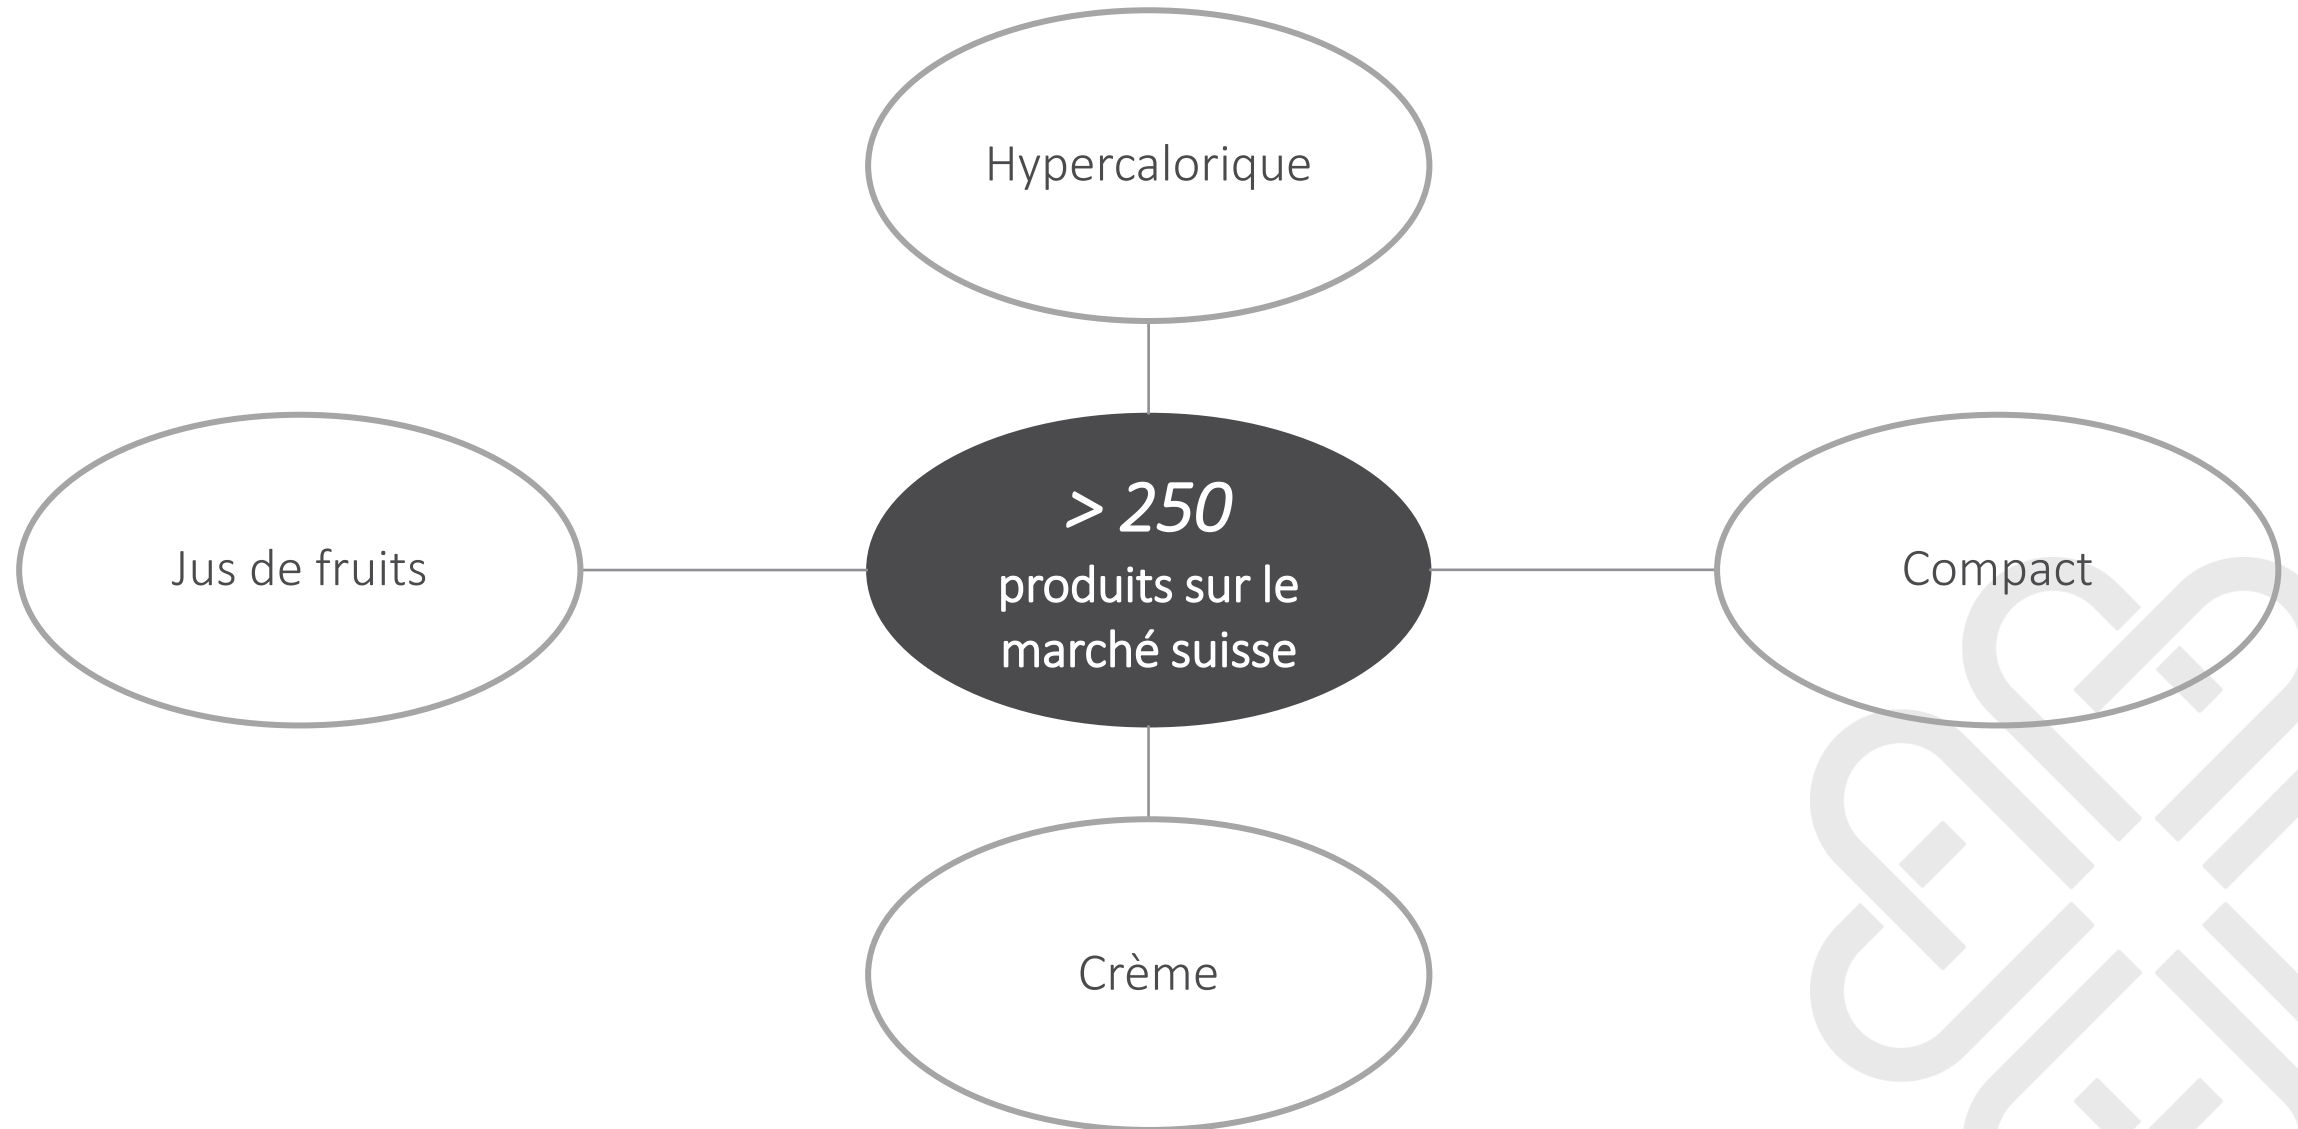 Hypercalorique
Jus de fruits
> 250
produits sur le
marché suisse
Compact
Crème